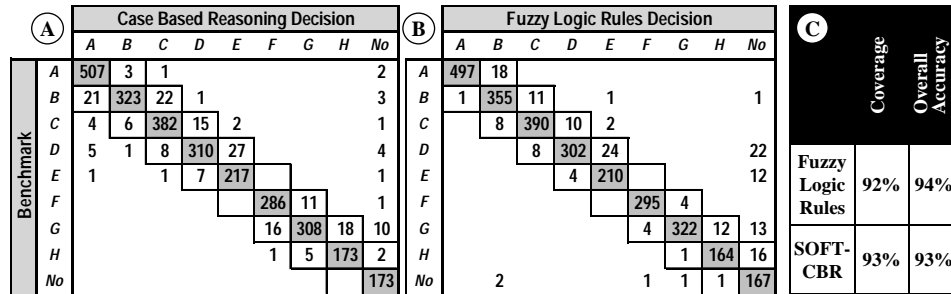 A Case Based Reasoning Decision
A B C D E F G H No
Benchmark
A 507 3 1 2
B 21 323 22 1 3
C 4 6 382 15 2 1
D 5 1 8 310 27 4
E 1 1 7 217 1
F 286 11 1
G 16 308 18 10
H 1 5 173 2
No 173
B Fuzzy Logic Rules Decision
A B C D E F G H No
A 497 18
B 1 355 11 1 1
C 8 390 10 2
D 8 302 24 22
E 4 210 12
F 295 4
G 4 322 12 13
H 1 164 16
No 2 1 1 1 167
C
Coverage
Overall
Accuracy
Fuzzy
Logic 92% 94%
Rules
SOFT-
CBR 93% 93%